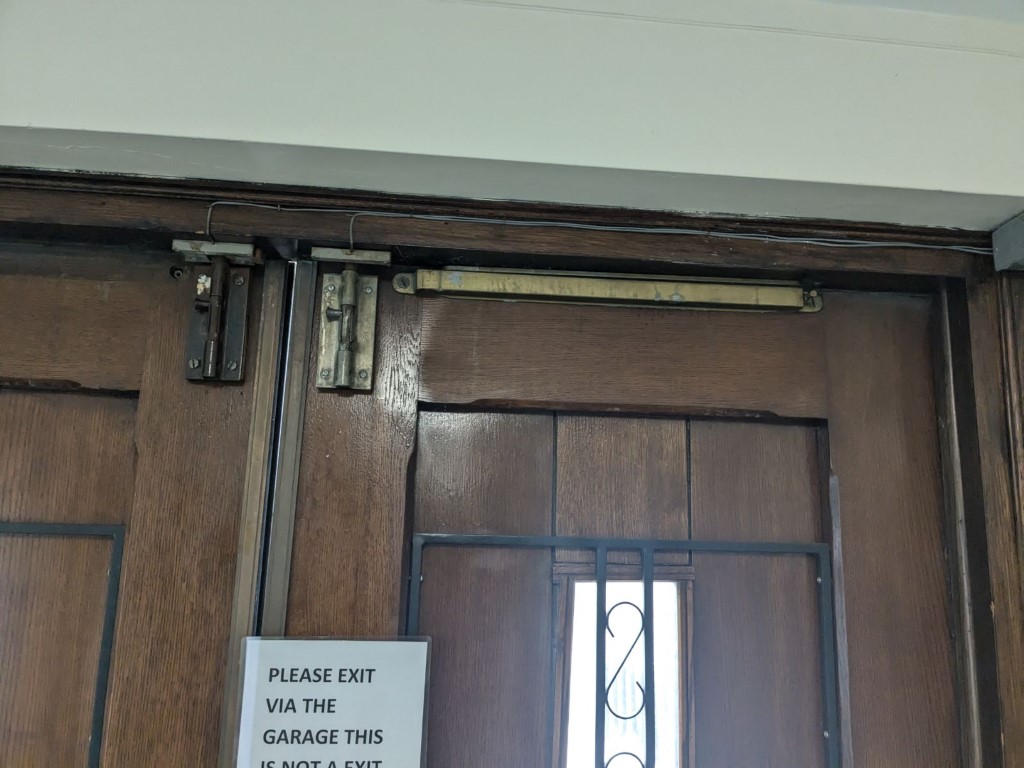 PLEASE EXIT
VIA THE
GARAGE THIS
IS NOT A EXIT